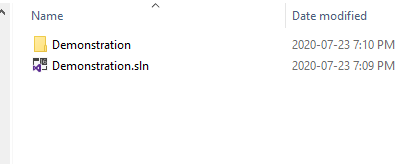 Name Date modified
Demonstration 2020-07-23 7:10 PM
Demonstration.sln 2020-07-23 7:09 PM